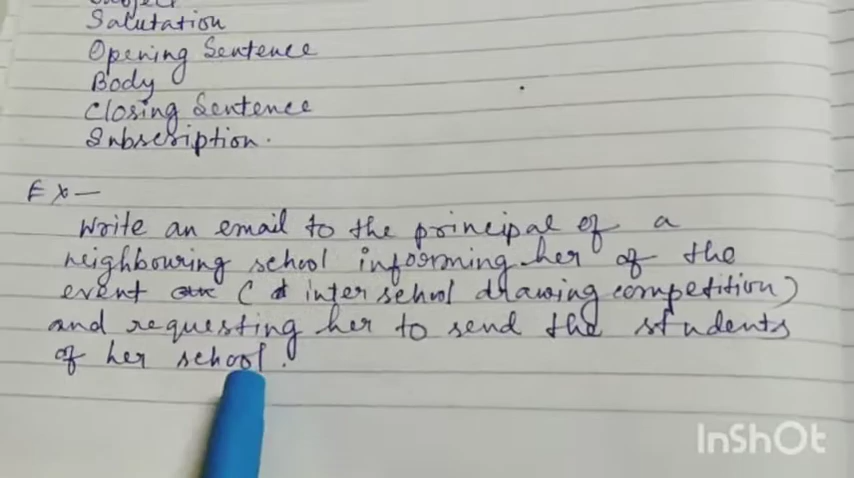 Subject
Salutation
Opening Sentence
Body
Closing Sentence
Subscription.
Ex-
Write an email to the principal of a
neighbouring school informing her of the
event ( inter school drawing competition)
and requesting her to send the students
of her school.
InShOt